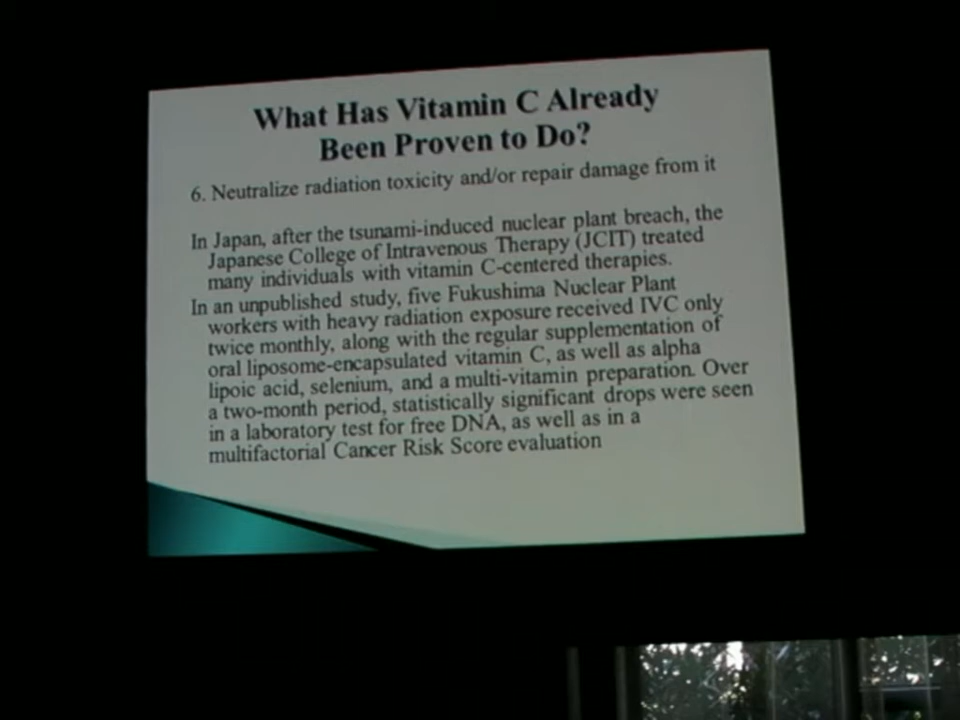 What Has Vitamin C Already
Been Proven to Do?
6. Neutralize radiation toxicity and/or repair damage from it
In Japan, after the tsunami-induced nuclear plant breach, the
Japanese College of Intravenous Therapy (JCIT) treated
many individuals with vitamin C-centered therapies.
In an unpublished study, five Fukushima Nuclear Plant
workers with heavy radiation exposure received IVC only
twice monthly, along with the regular supplementation of
oral liposome-encapsulated vitamin C, as well as alpha
lipoic acid, selenium, and a multi-vitamin preparation. Over
a two-month period, statistically significant drops were seen
in a laboratory test for free DNA, as well as in a
multifactorial Cancer Risk Score evaluation